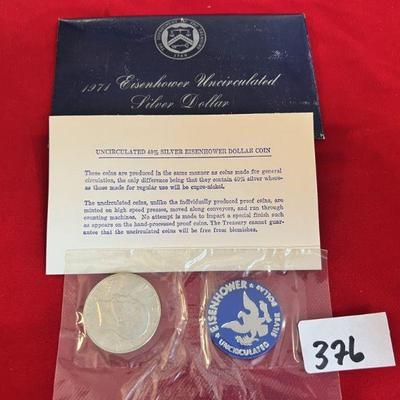 1971 Eisenhower Uncirculated
Silver Dollar
UNCIRCULATED 40% SILVER EISENHOWER DOLLAR COIN
These coins are produced in the same manner as coins made for general
circulation, the only difference being that they contain 40% silver where-
as those made for regular use will be cupro-nickel.
The uncirculated coins, unlike the individually produced proof coins, are
minted on high speed presses, moved along conveyors, and run through
counting machines. No attempt is made to impart a special finish such
as appears on the hand-processed proof coins. The Treasury cannot guar-
antee that the uncirculated coins will be free from blemishes.
EISENHOWER
SILVER DOLLAR
UNCIRCULATED
376